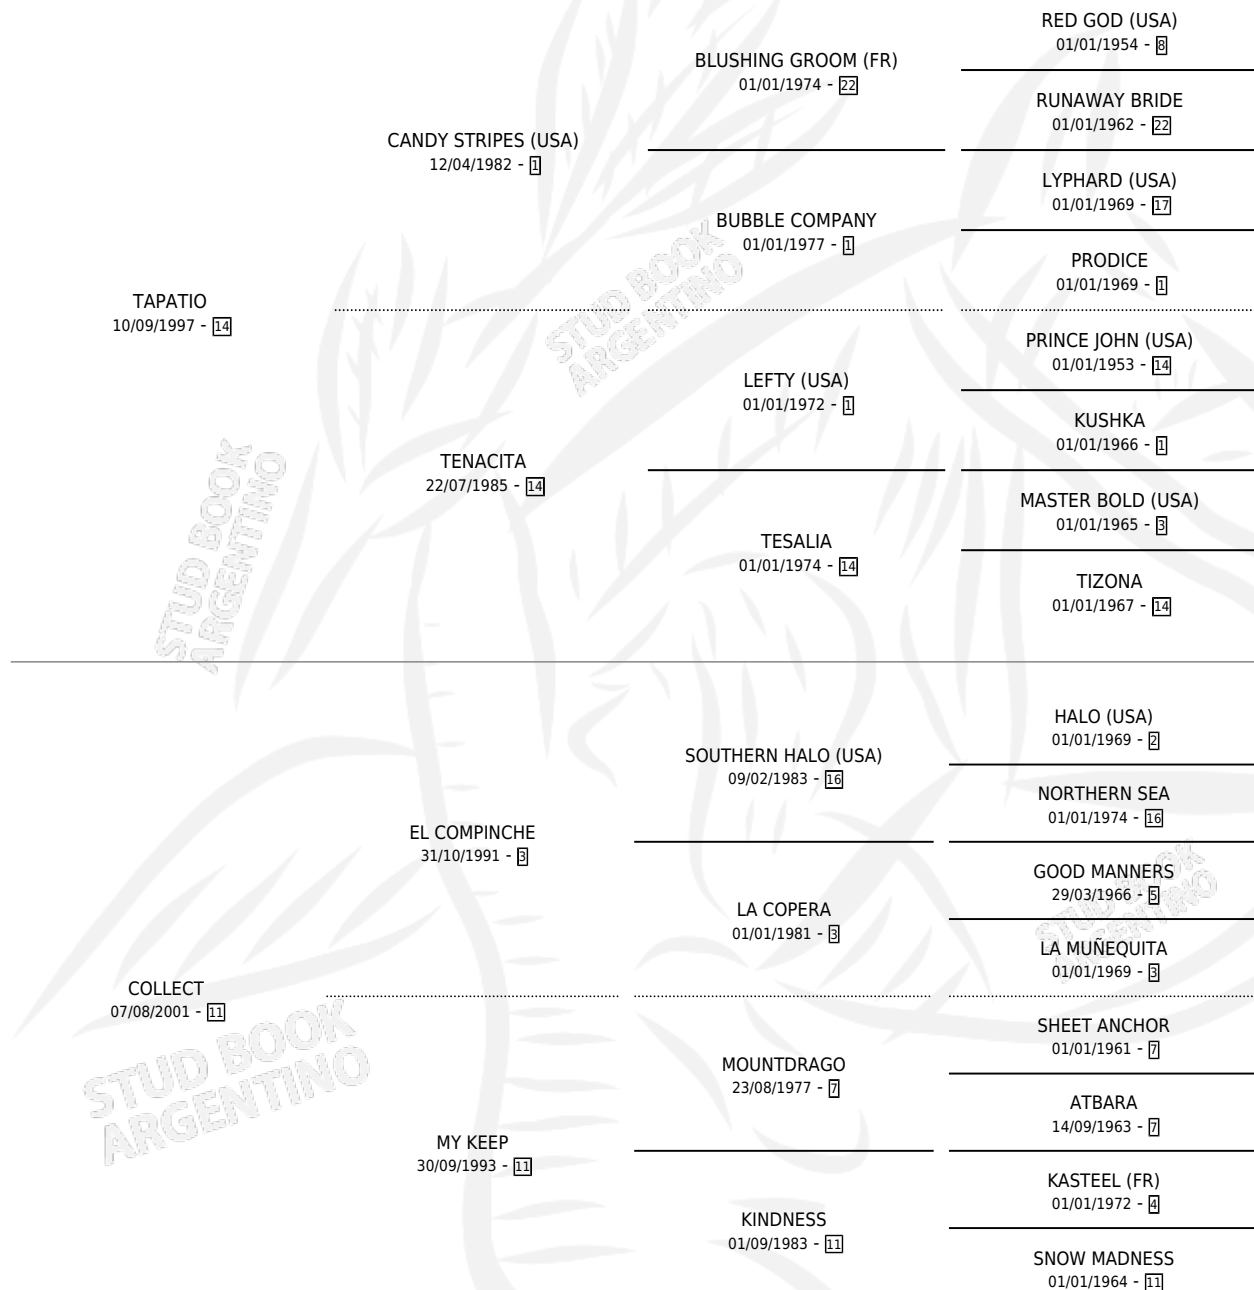 TAPATIO
10/09/1997 - 14
CANDY STRIPES (USA)
12/04/1982 - 1
BLUSHING GROOM (FR)
01/01/1974 - 22
RED GOD (USA)
01/01/1954 - 8
RUNAWAY BRIDE
01/01/1962 - 22
BUBBLE COMPANY
01/01/1977 - 1
LYPHARD (USA)
01/01/1969 - 17
PRODICE
01/01/1969 - 1
TENACITA
22/07/1985 - 14
LEFTY (USA)
01/01/1972 - 1
PRINCE JOHN (USA)
01/01/1953 - 14
KUSHKA
01/01/1966 - 1
TESALIA
01/01/1974 - 14
MASTER BOLD (USA)
01/01/1965 - 3
TIZONA
01/01/1967 - 14
COLLECT
07/08/2001 - 11
EL COMPINCHE
31/10/1991 - 3
SOUTHERN HALO (USA)
09/02/1983 - 16
HALO (USA)
01/01/1969 - 2
NORTHERN SEA
01/01/1974 - 16
LA COPERA
01/01/1981 - 3
GOOD MANNERS
29/03/1966 - 5
LA MUÑEQUITA
01/01/1969 - 3
MY KEEP
30/09/1993 - 11
MOUNTDRAGO
23/08/1977 - 7
SHEET ANCHOR
01/01/1961 - 7
ATBARA
14/09/1963 - 7
KINDNESS
01/09/1983 - 11
KASTEEL (FR)
01/01/1972 - 4
SNOW MADNESS
01/01/1964 - 11
STUD BOOK
ARGENTINO
STUD BOOK
ARGENTINO
STUD BOOK
ARGENTINO
STUD BOOK
ARGENTINO